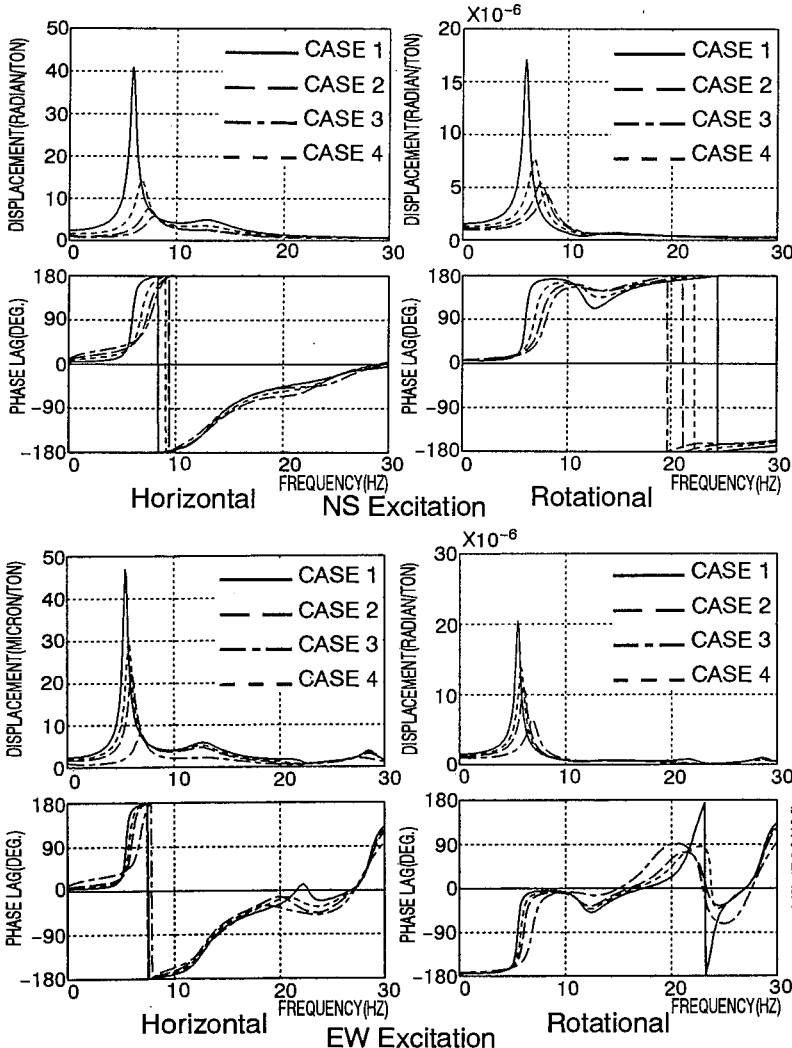 X10⁻⁶
DISPLACEMENT(RADIAN/TON)
50
40
30
20
10
0
CASE 1
CASE 2
CASE 3
CASE 4
0 10 20 30
DISPLACEMENT(RADIAN/TON)
20
15
10
5
0
CASE 1
CASE 2
CASE 3
CASE 4
0 10 20 30
PHASE LAG(DEG.)
180
90
0
-90
-180
0 10 20 30
FREQUENCY(HZ)
PHASE LAG(DEG.)
180
90
0
-90
-180
0 10 20 30
FREQUENCY(HZ)
Horizontal
NS Excitation
Rotational
X10⁻⁶
DISPLACEMENT(MICRON/TON)
50
40
30
20
10
0
CASE 1
CASE 2
CASE 3
CASE 4
0 10 20 30
DISPLACEMENT(RADIAN/TON)
30
20
10
0
CASE 1
CASE 2
CASE 3
CASE 4
0 10 20 30
PHASE LAG(DEG.)
180
90
0
-90
-180
0 10 20 30
FREQUENCY(HZ)
PHASE LAG(DEG.)
180
90
0
-90
-180
0 10 20 30
FREQUENCY(HZ)
Horizontal
EW Excitation
Rotational